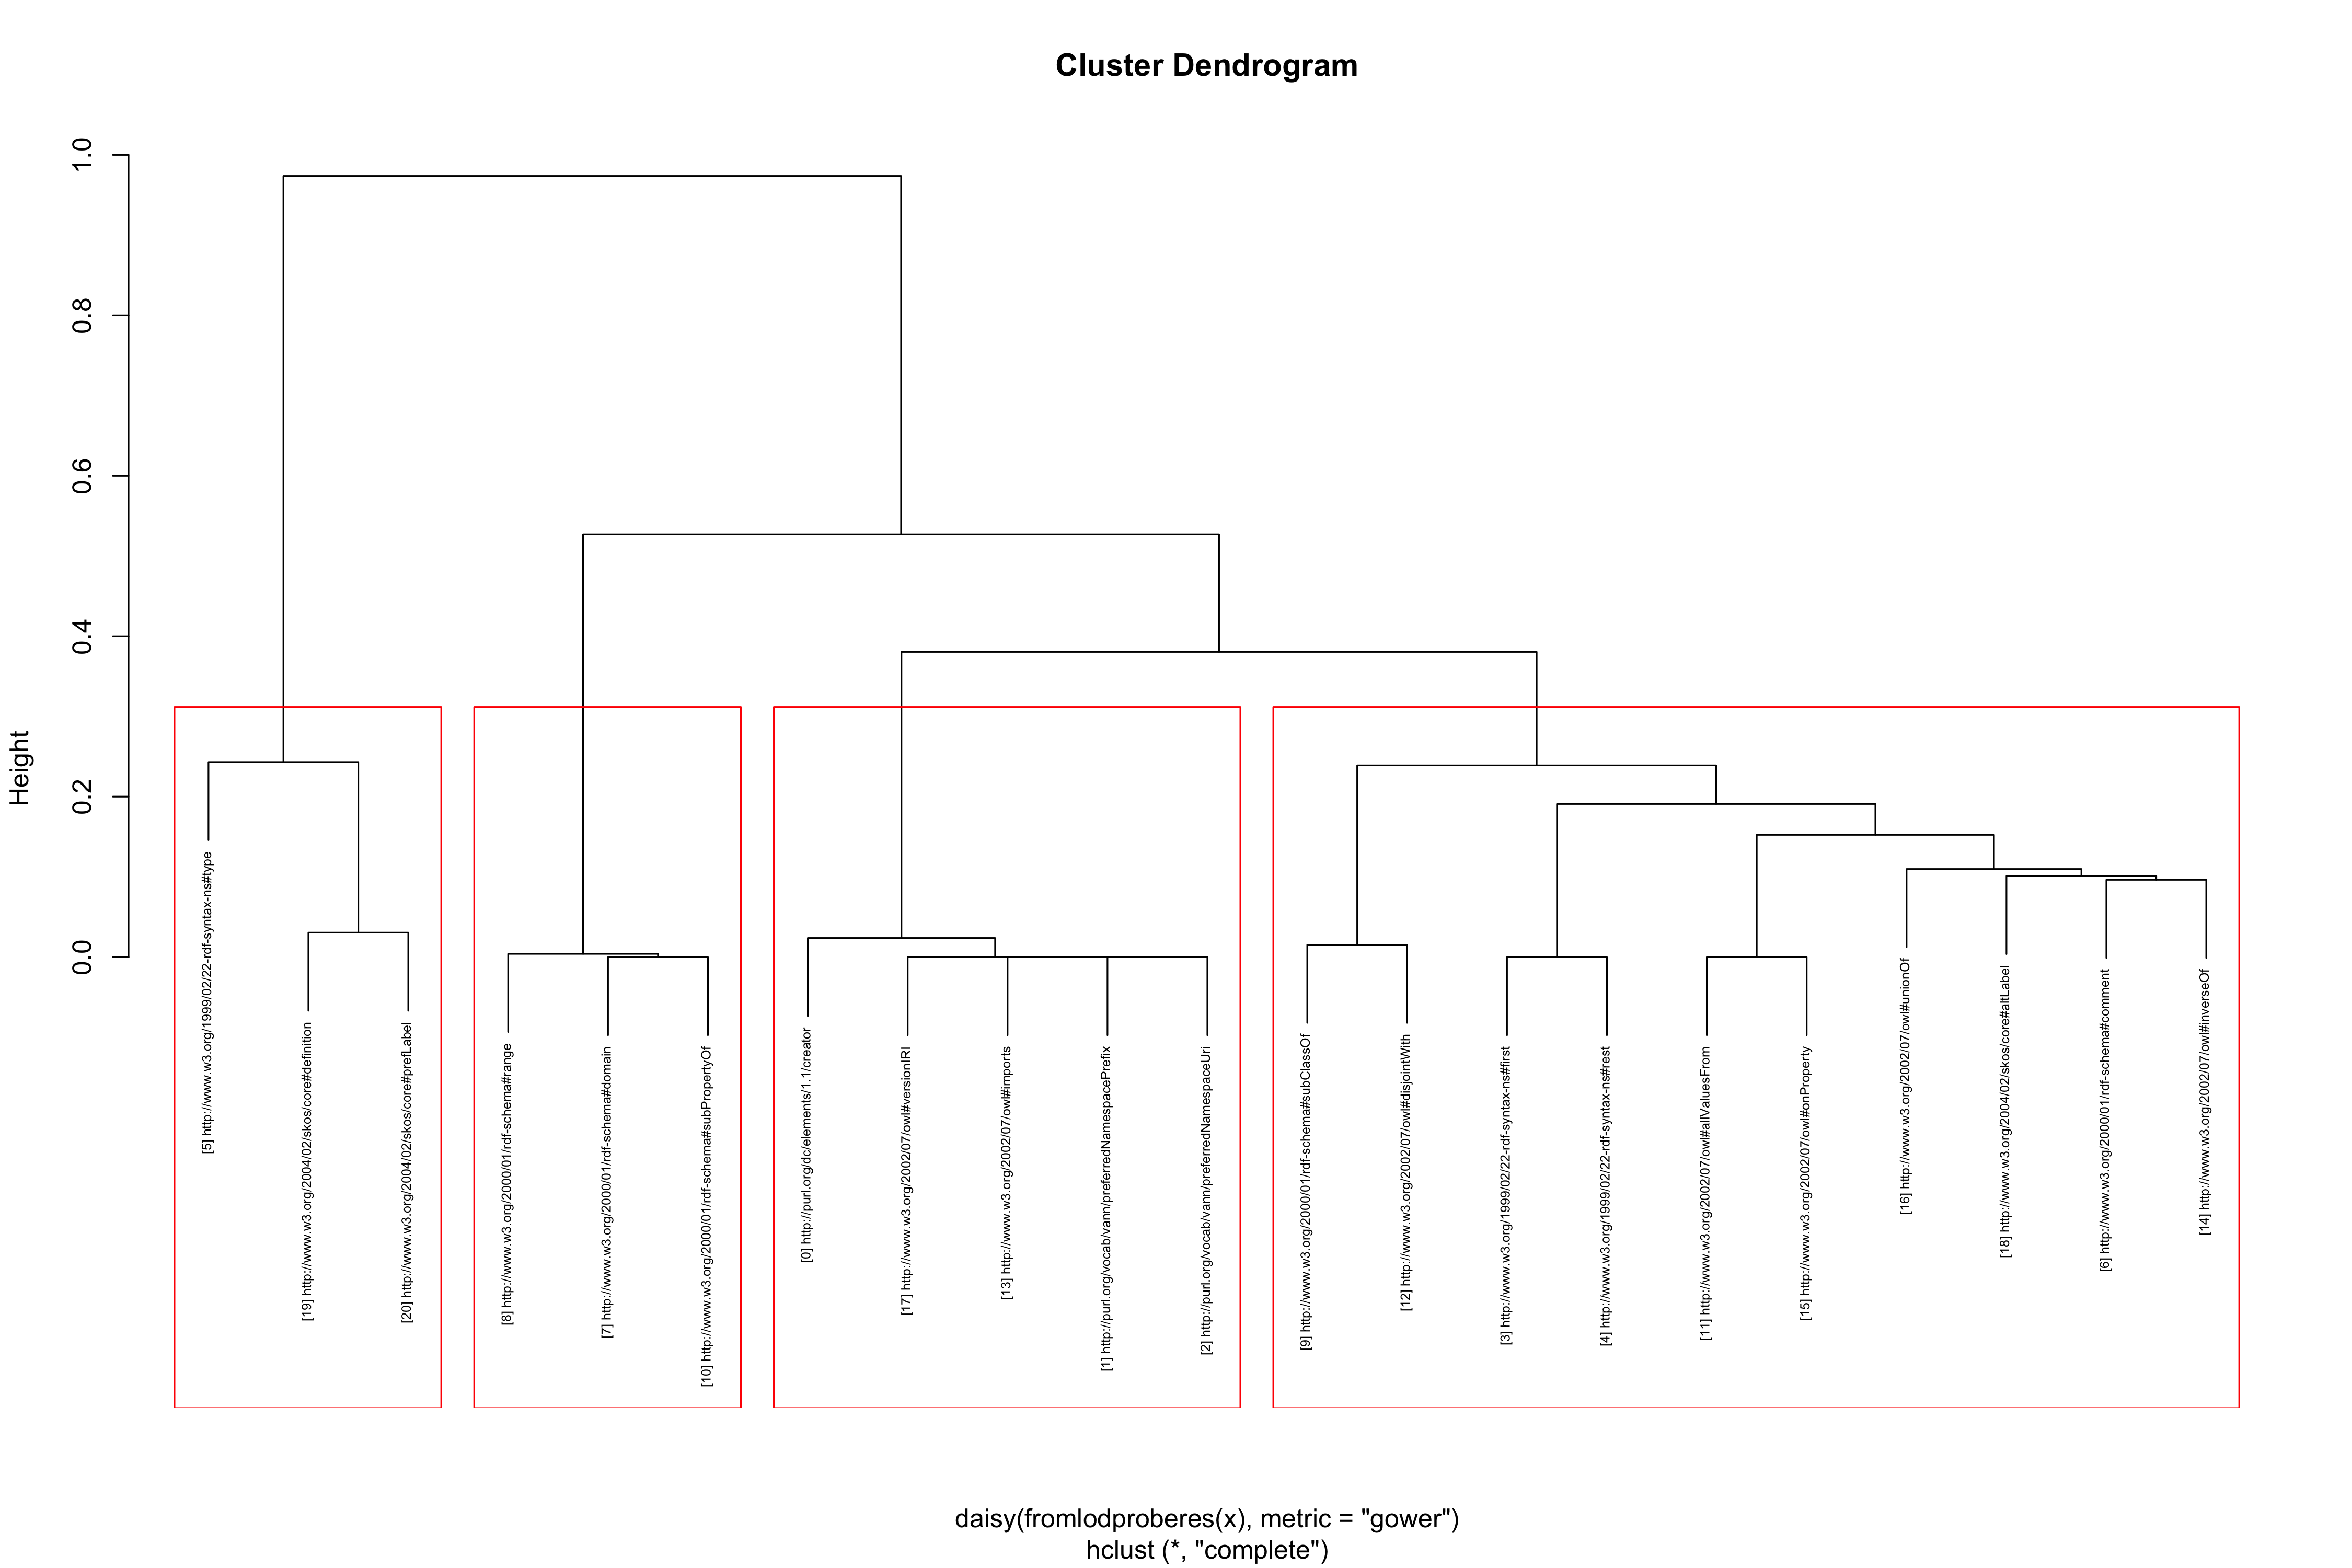 Cluster Dendrogram
Height
1.0
0.8
0.6
0.4
0.2
0.0
[5] http://www.w3.org/1999/02/22-rdf-syntax-ns#type
[19] http://www.w3.org/2004/02/skos/core#definition
[20] http://www.w3.org/2004/02/skos/core#prefLabel
[8] http://www.w3.org/2000/01/rdf-schema#range
[7] http://www.w3.org/2000/01/rdf-schema#domain
[10] http://www.w3.org/2000/01/rdf-schema#subPropertyOf
[0] http://purl.org/dc/elements/1.1/creator
[17] http://www.w3.org/2002/07/owl#versionIRI
[13] http://www.w3.org/2002/07/owl#imports
[1] http://purl.org/vocab/vann/preferredNamespacePrefix
[2] http://purl.org/vocab/vann/preferredNamespaceUri
[9] http://www.w3.org/2000/01/rdf-schema#subClassOf
[12] http://www.w3.org/2002/07/owl#disjointWith
[3] http://www.w3.org/1999/02/22-rdf-syntax-ns#first
[4] http://www.w3.org/1999/02/22-rdf-syntax-ns#rest
[11] http://www.w3.org/2002/07/owl#allValuesFrom
[15] http://www.w3.org/2002/07/owl#onProperty
[16] http://www.w3.org/2002/07/owl#unionOf
[18] http://www.w3.org/2004/02/skos/core#altLabel
[6] http://www.w3.org/2000/01/rdf-schema#comment
[14] http://www.w3.org/2002/07/owl#inverseOf
daisy(fromlodproberes(x), metric = "gower")
hclust (*, "complete")